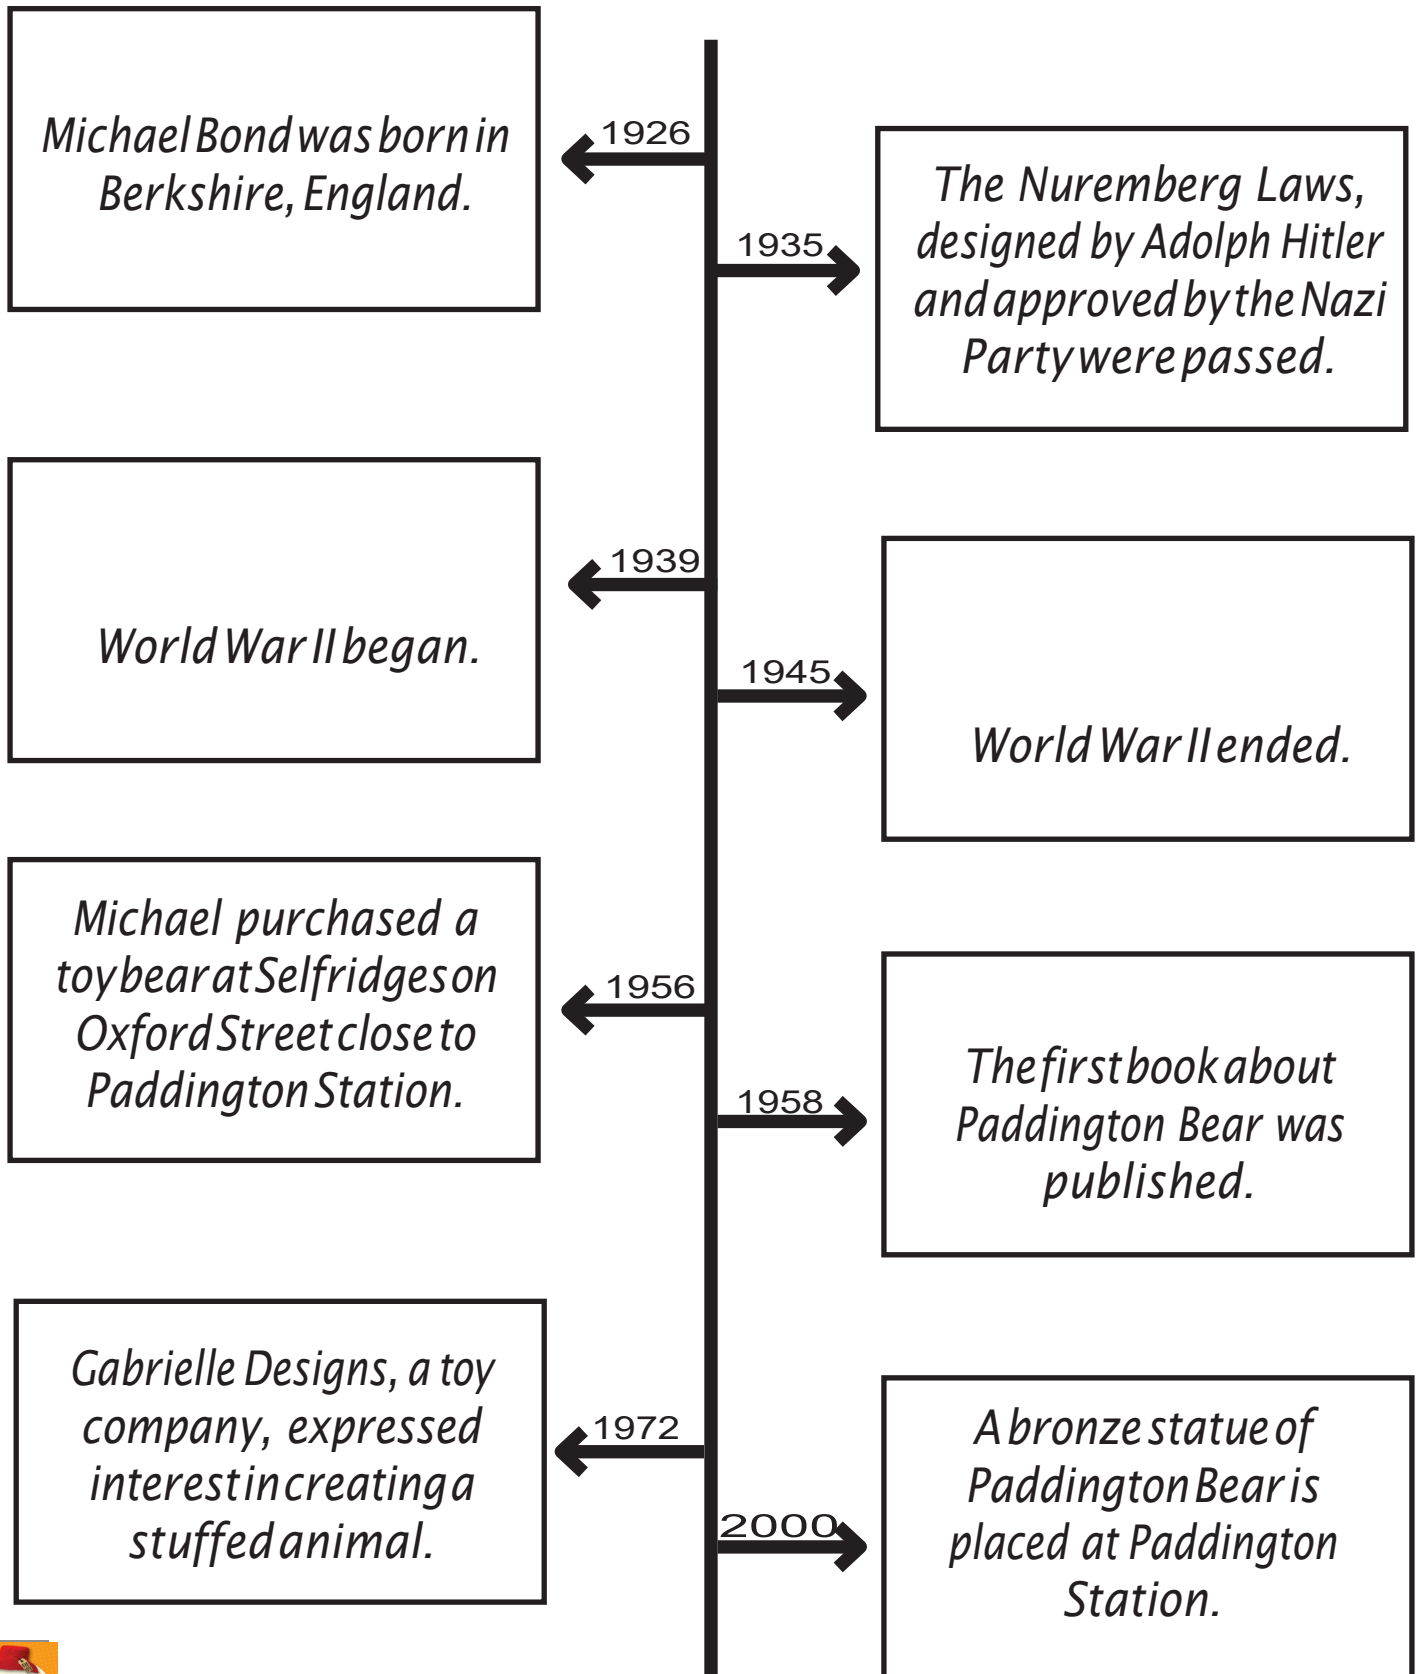 1926
Michael Bond was born in
Berkshire, England.
1935
The Nuremberg Laws,
designed by Adolph Hitler
and approved by the Nazi
Party were passed.
1939
World War II began.
1945
World War II ended.
1956
Michael purchased a
toy bear at Selfridges on
Oxford Street close to
Paddington Station.
1958
The first book about
Paddington Bear was
published.
1972
Gabrielle Designs, a toy
company, expressed
interest in creating a
stuffed animal.
2000
A bronze statue of
Paddington Bear is
placed at Paddington
Station.